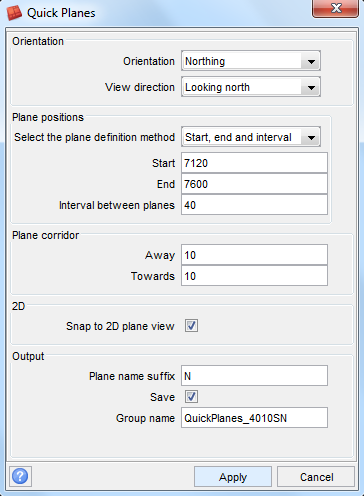 Quick Planes
Orientation
Orientation Northing
View direction Looking north
Plane positions
Select the plane definition method Start, end and interval
Start 7120
End 7600
Interval between planes 40
Plane corridor
Away 10
Towards 10
2D
Snap to 2D plane view
Output
Plane name suffix N
Save
Group name QuickPlanes_4010SN
? Apply Cancel